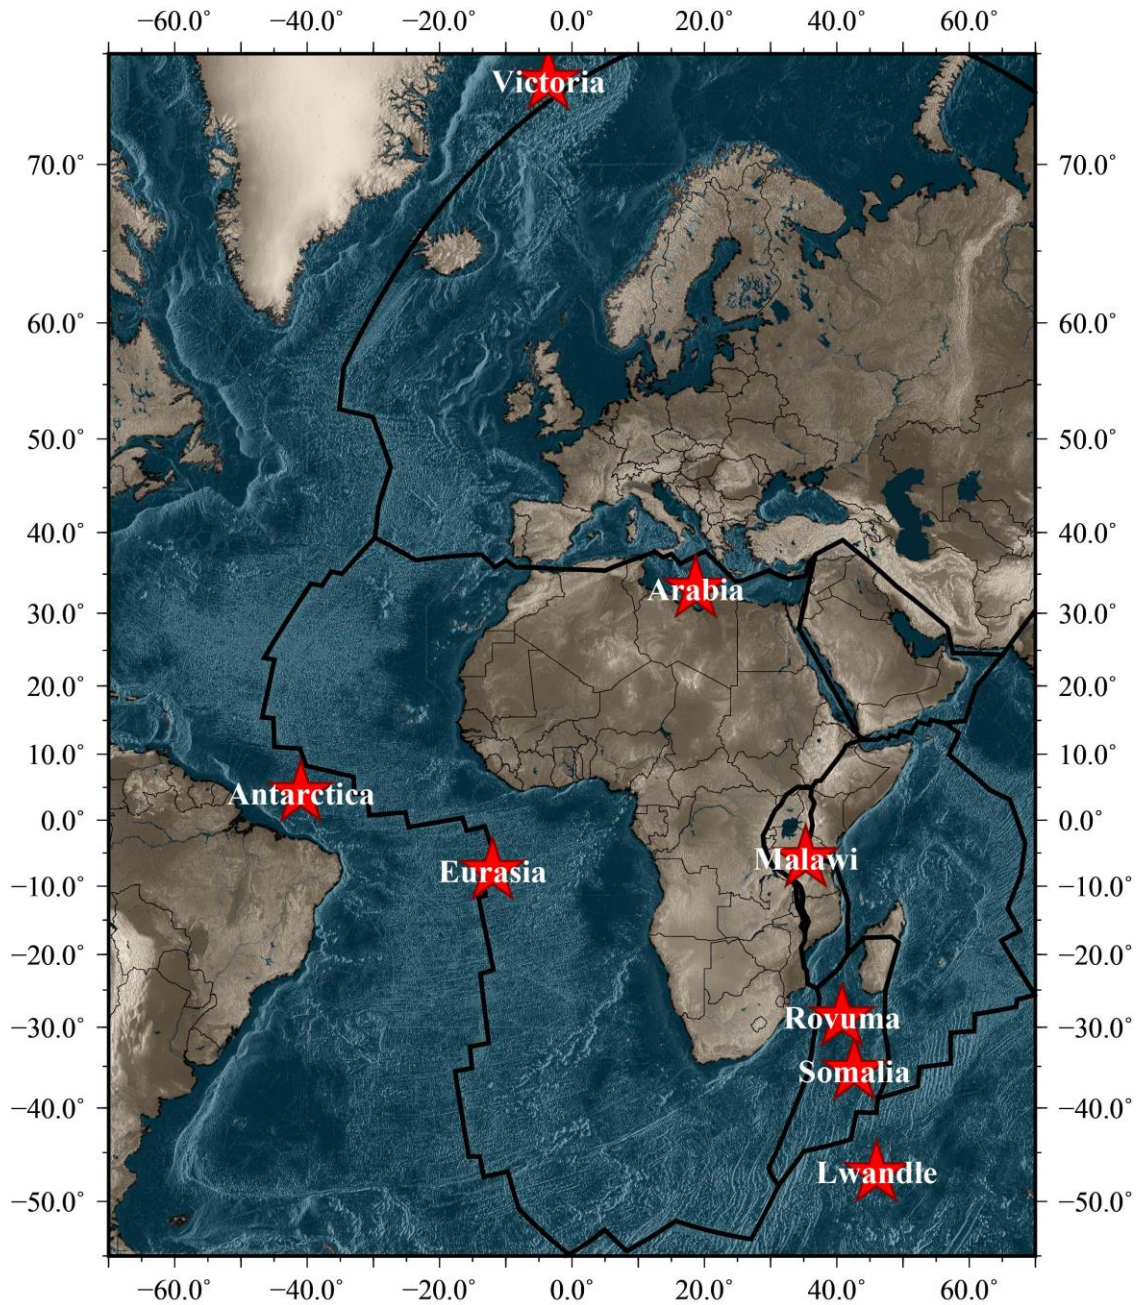 −60.0˚ −40.0˚ −20.0˚ 0.0˚ 20.0˚ 40.0˚ 60.0˚
Victoria
70.0˚ 70.0˚
60.0˚ 60.0˚
50.0˚ 50.0˚
40.0˚ 40.0˚
Arabia
30.0˚ 30.0˚
20.0˚ 20.0˚
10.0˚ 10.0˚
Antarctica
0.0˚ 0.0˚
Malawi
Eurasia
−10.0˚ −10.0˚
−20.0˚ −20.0˚
Rovuma
−30.0˚ −30.0˚
Somalia
−40.0˚ −40.0˚
Lwandle
−50.0˚ −50.0˚
−60.0˚ −40.0˚ −20.0˚ 0.0˚ 20.0˚ 40.0˚ 60.0˚